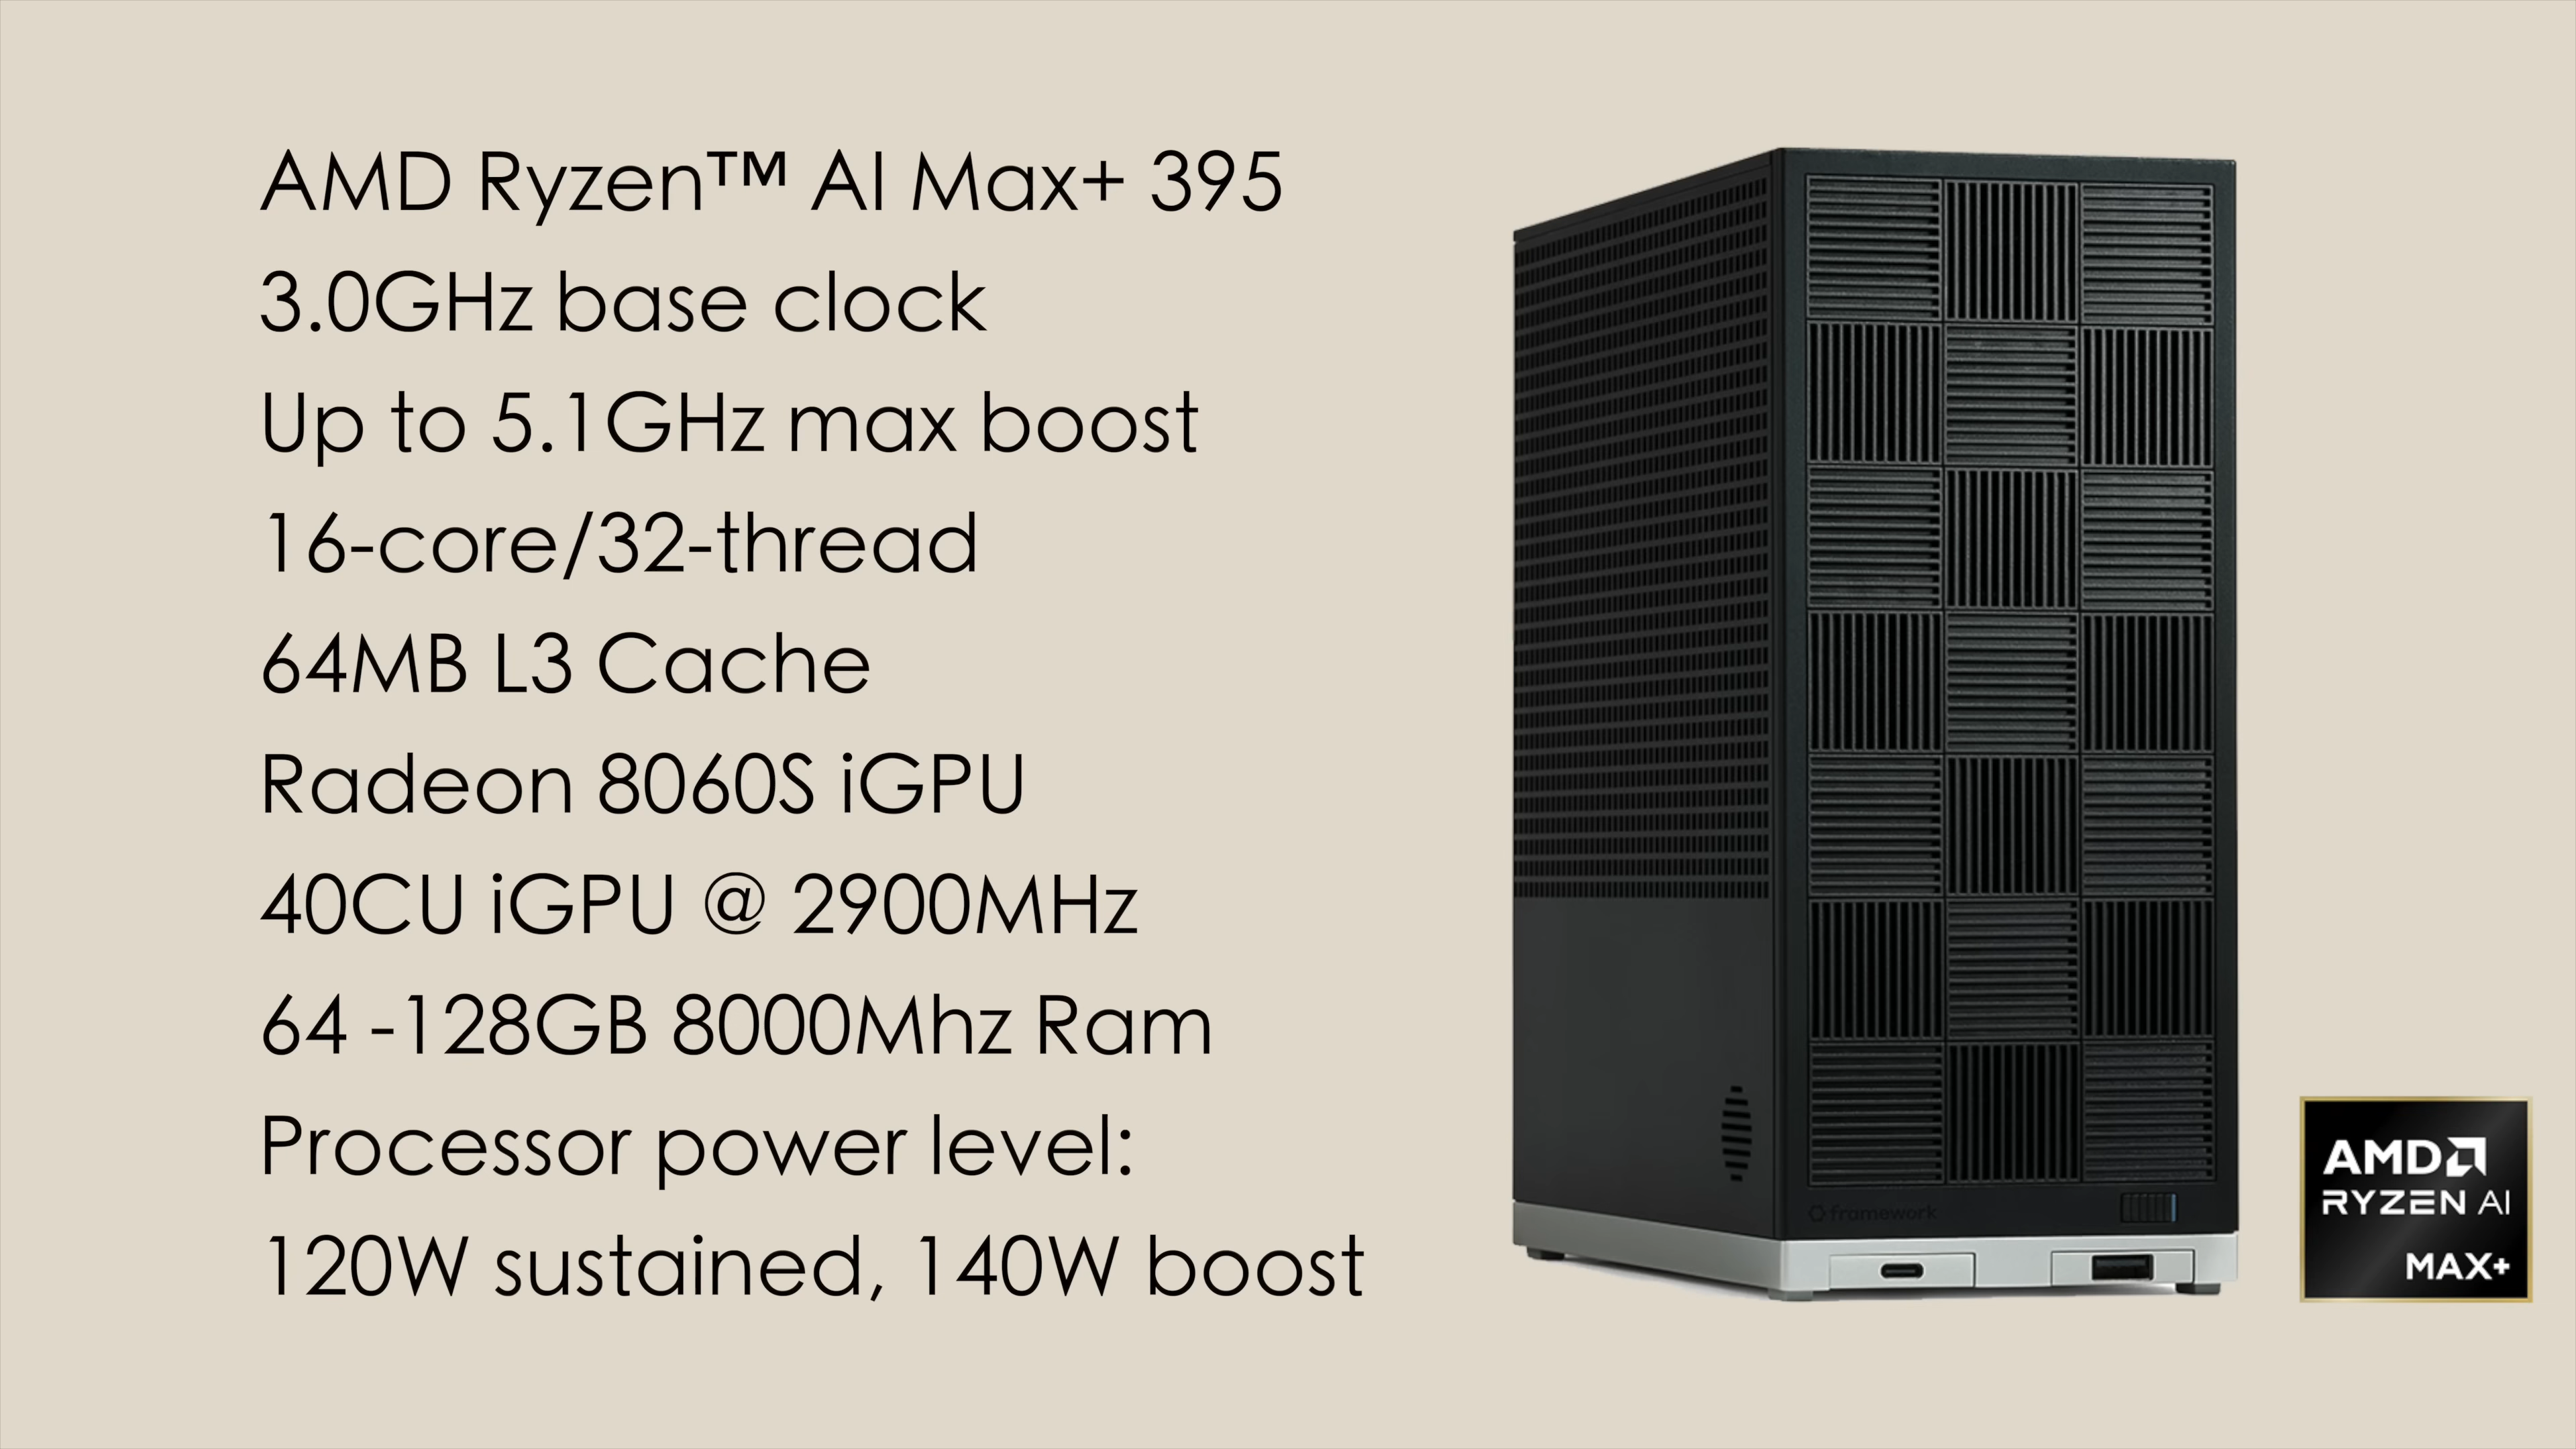 AMD Ryzen™ AI Max+ 395
3.0GHz base clock
Up to 5.1GHz max boost
16-core/32-thread
64MB L3 Cache
Radeon 8060S iGPU
40CU iGPU @ 2900MHz
64 -128GB 8000Mhz Ram
Processor power level:
120W sustained, 140W boost
framework
AMD
RYZEN AI
MAX+